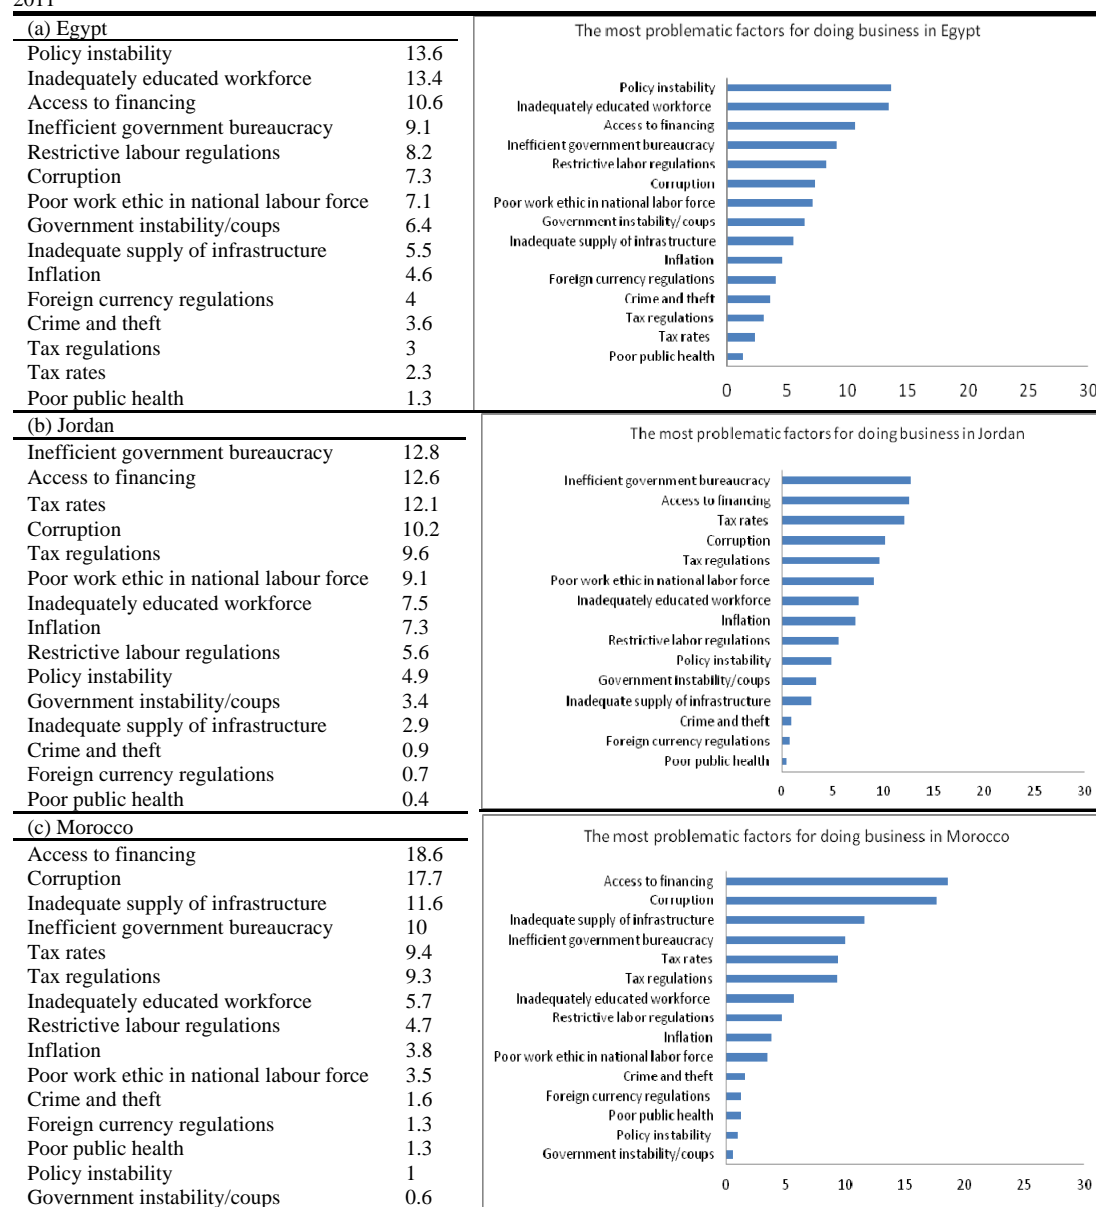 2011
(a) Egypt
Policy instability 13.6
Inadequately educated workforce 13.4
Access to financing 10.6
Inefficient government bureaucracy 9.1
Restrictive labour regulations 8.2
Corruption 7.3
Poor work ethic in national labour force 7.1
Government instability/coups 6.4
Inadequate supply of infrastructure 5.5
Inflation 4.6
Foreign currency regulations 4
Crime and theft 3.6
Tax regulations 3
Tax rates 2.3
Poor public health 1.3
The most problematic factors for doing business in Egypt
Policy instability
Inadequately educated workforce
Access to financing
Inefficient government bureaucracy
Restrictive labor regulations
Corruption
Poor work ethic in national labor force
Government instability/coups
Inadequate supply of infrastructure
Inflation
Foreign currency regulations
Crime and theft
Tax regulations
Tax rates
Poor public health
0 5 10 15 20 25 30
(b) Jordan
Inefficient government bureaucracy 12.8
Access to financing 12.6
Tax rates 12.1
Corruption 10.2
Tax regulations 9.6
Poor work ethic in national labour force 9.1
Inadequately educated workforce 7.5
Inflation 7.3
Restrictive labour regulations 5.6
Policy instability 4.9
Government instability/coups 3.4
Inadequate supply of infrastructure 2.9
Crime and theft 0.9
Foreign currency regulations 0.7
Poor public health 0.4
The most problematic factors for doing business in Jordan
Inefficient government bureaucracy
Access to financing
Tax rates
Corruption
Tax regulations
Poor work ethic in national labor force
Inadequately educated workforce
Inflation
Restrictive labor regulations
Policy instability
Government instability/coups
Inadequate supply of infrastructure
Crime and theft
Foreign currency regulations
Poor public health
0 5 10 15 20 25 30
(c) Morocco
Access to financing 18.6
Corruption 17.7
Inadequate supply of infrastructure 11.6
Inefficient government bureaucracy 10
Tax rates 9.4
Tax regulations 9.3
Inadequately educated workforce 5.7
Restrictive labour regulations 4.7
Inflation 3.8
Poor work ethic in national labour force 3.5
Crime and theft 1.6
Foreign currency regulations 1.3
Poor public health 1.3
Policy instability 1
Government instability/coups 0.6
The most problematic factors for doing business in Morocco
Access to financing
Corruption
Inadequate supply of infrastructure
Inefficient government bureaucracy
Tax rates
Tax regulations
Inadequately educated workforce
Restrictive labor regulations
Inflation
Poor work ethic in national labor force
Crime and theft
Foreign currency regulations
Poor public health
Policy instability
Government instability/coups
0 5 10 15 20 25 30